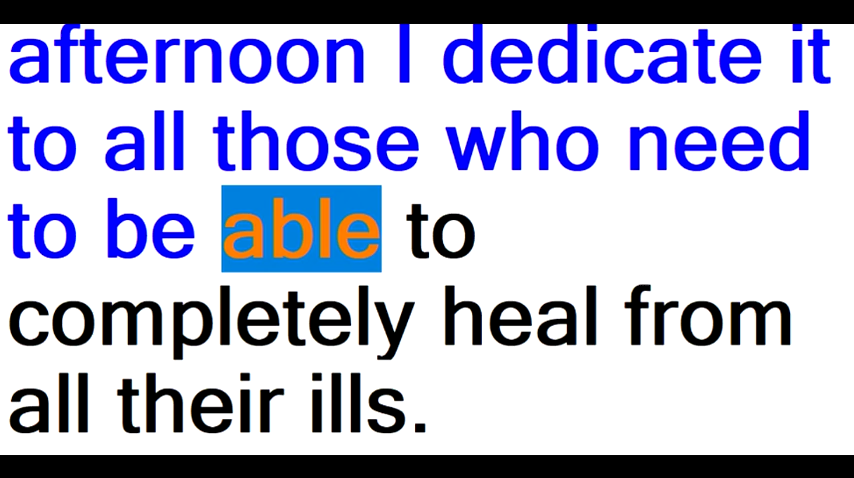 afternoon I dedicate it
to all those who need
to be able to
completely heal from
all their ills.